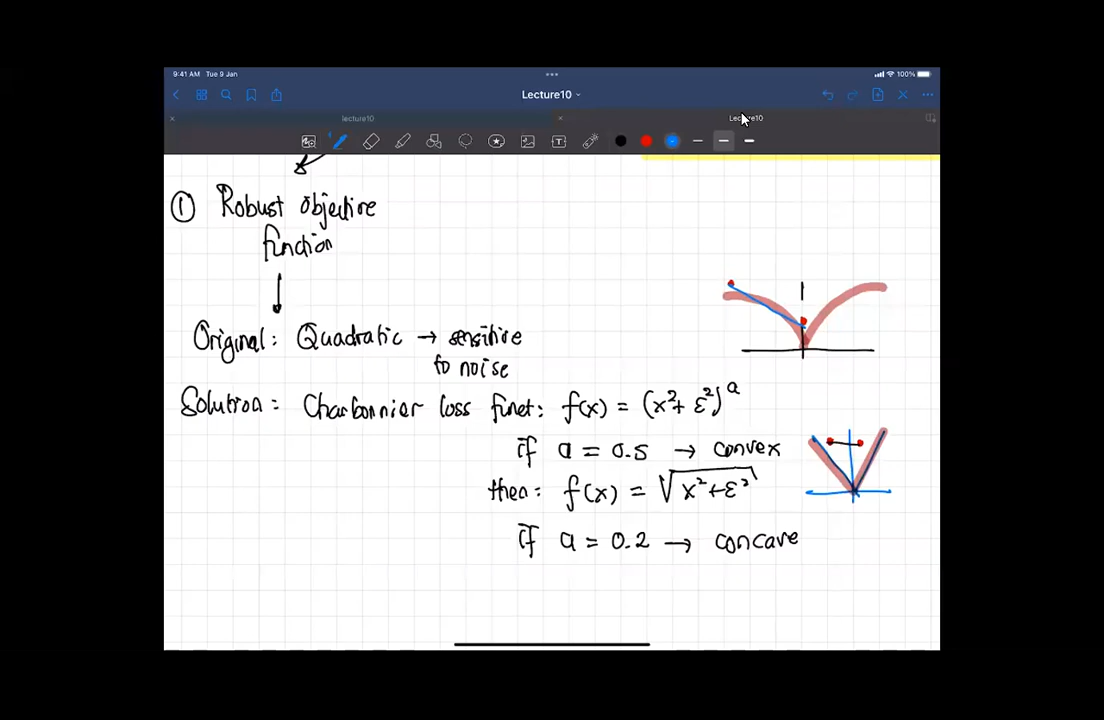 9:41 AM Tue 9 Jan
100%
Lecture10
lecture10
Lecture10
① Robust objective
function
Original: Quadratic → sensitive
to noise
Solution: Charbonnier loss funct: f(x) = (x² + ε²)ᵃ
if a = 0.5 → convex
then: f(x) = √x² + ε²
if a = 0.2 → concave